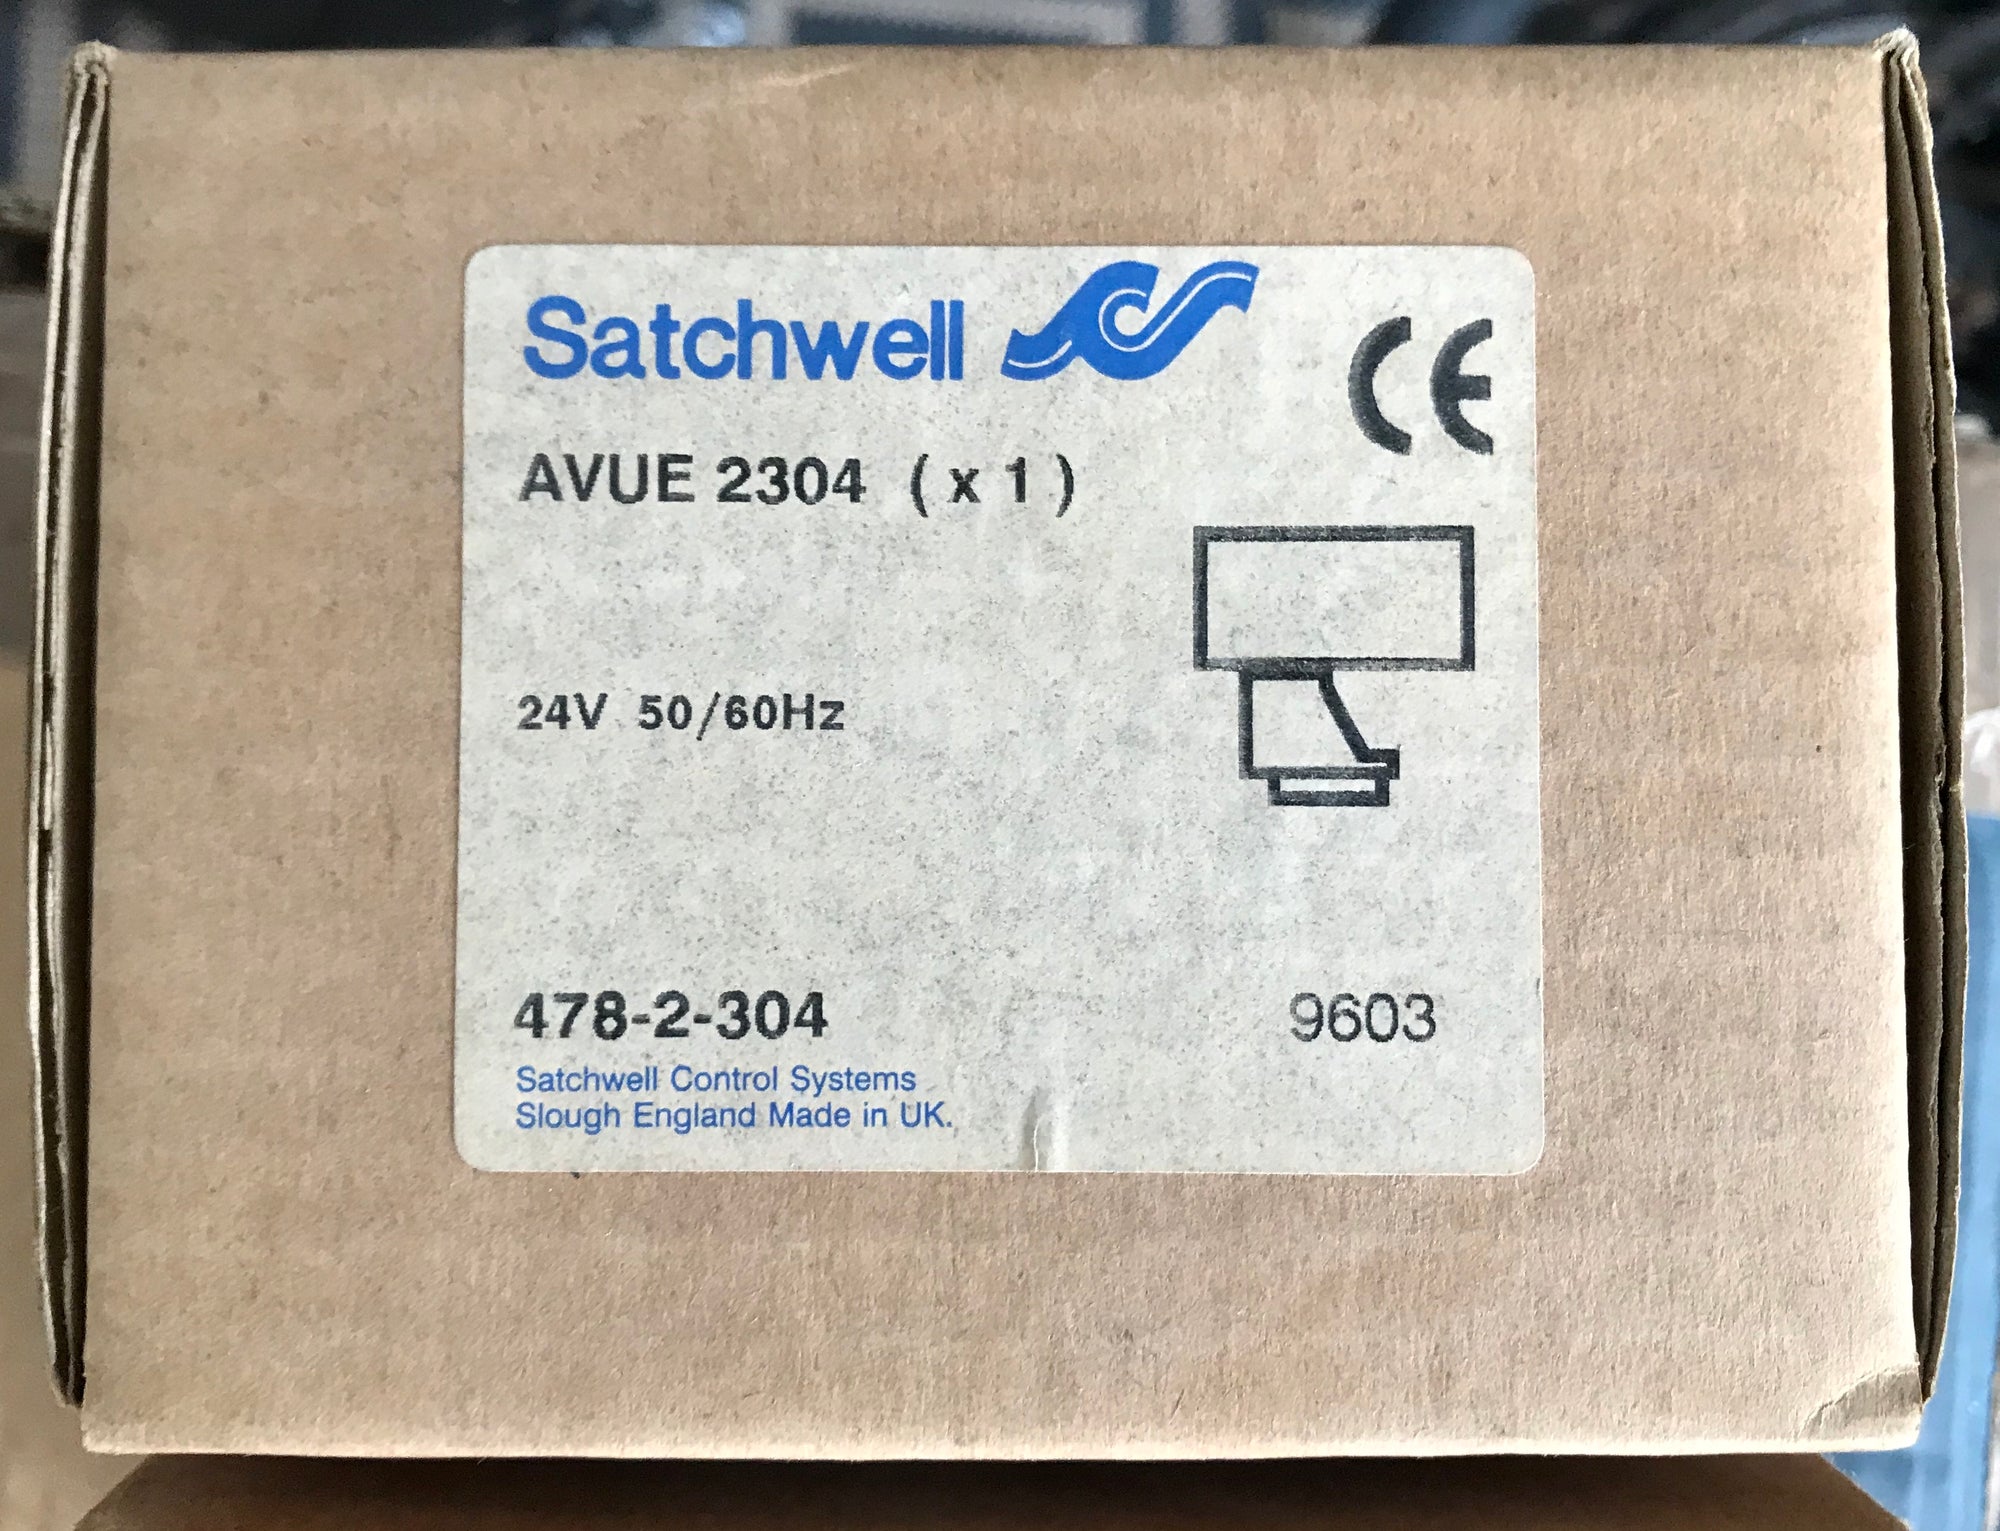 Satchwell
CE
AVUE 2304 (x1)
24V 50/60Hz
478-2-304 9603
Satchwell Control Systems
Slough England Made in UK.